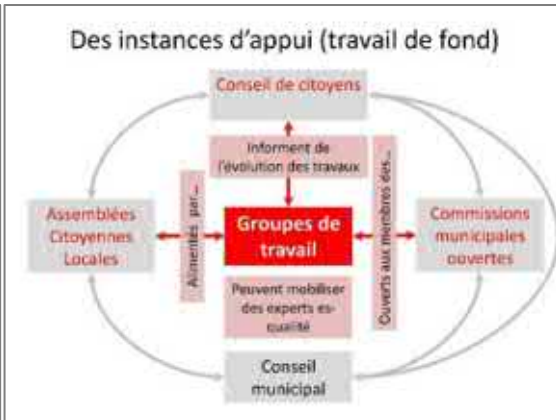 Des instances d'appui (travail de fond)
Conseil de citoyens
Informent de
l'évolution des travaux
Assemblées
Citoyennes
Locales
Alimentés par...
Groupes de
travail
Ouverts aux membres des...
Commissions
municipales
ouvertes
Peuvent mobiliser
des experts es-
qualité
Conseil
municipal